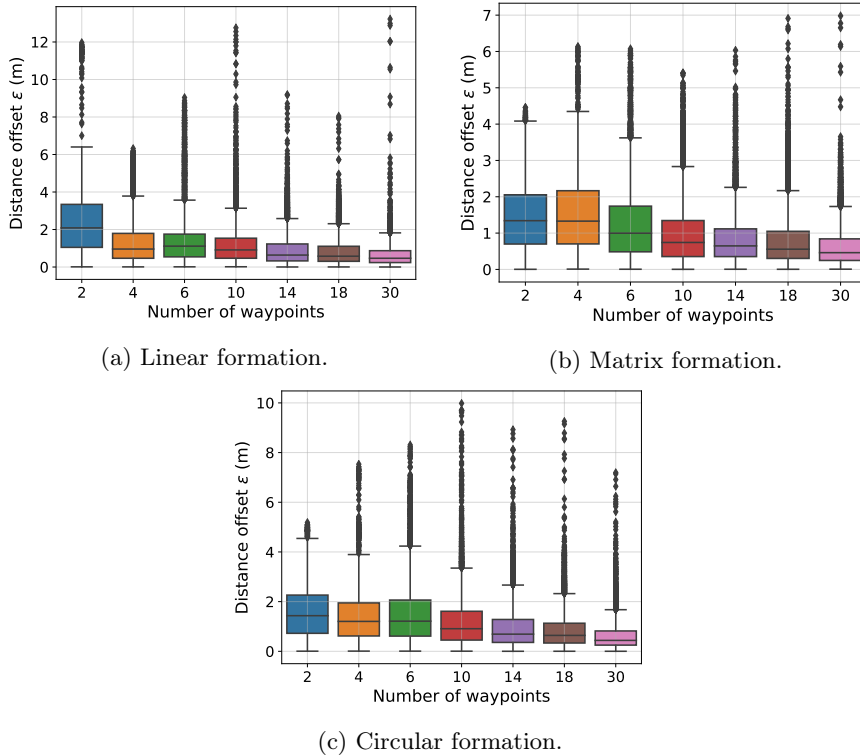 12
10
8
6
4
2
0
Distance offset ε (m)
2 4 6 10 14 18 30
Number of waypoints
(a) Linear formation.
7
6
5
4
3
2
1
0
Distance offset ε (m)
2 4 6 10 14 18 30
Number of waypoints
(b) Matrix formation.
10
8
6
4
2
0
Distance offset ε (m)
2 4 6 10 14 18 30
Number of waypoints
(c) Circular formation.